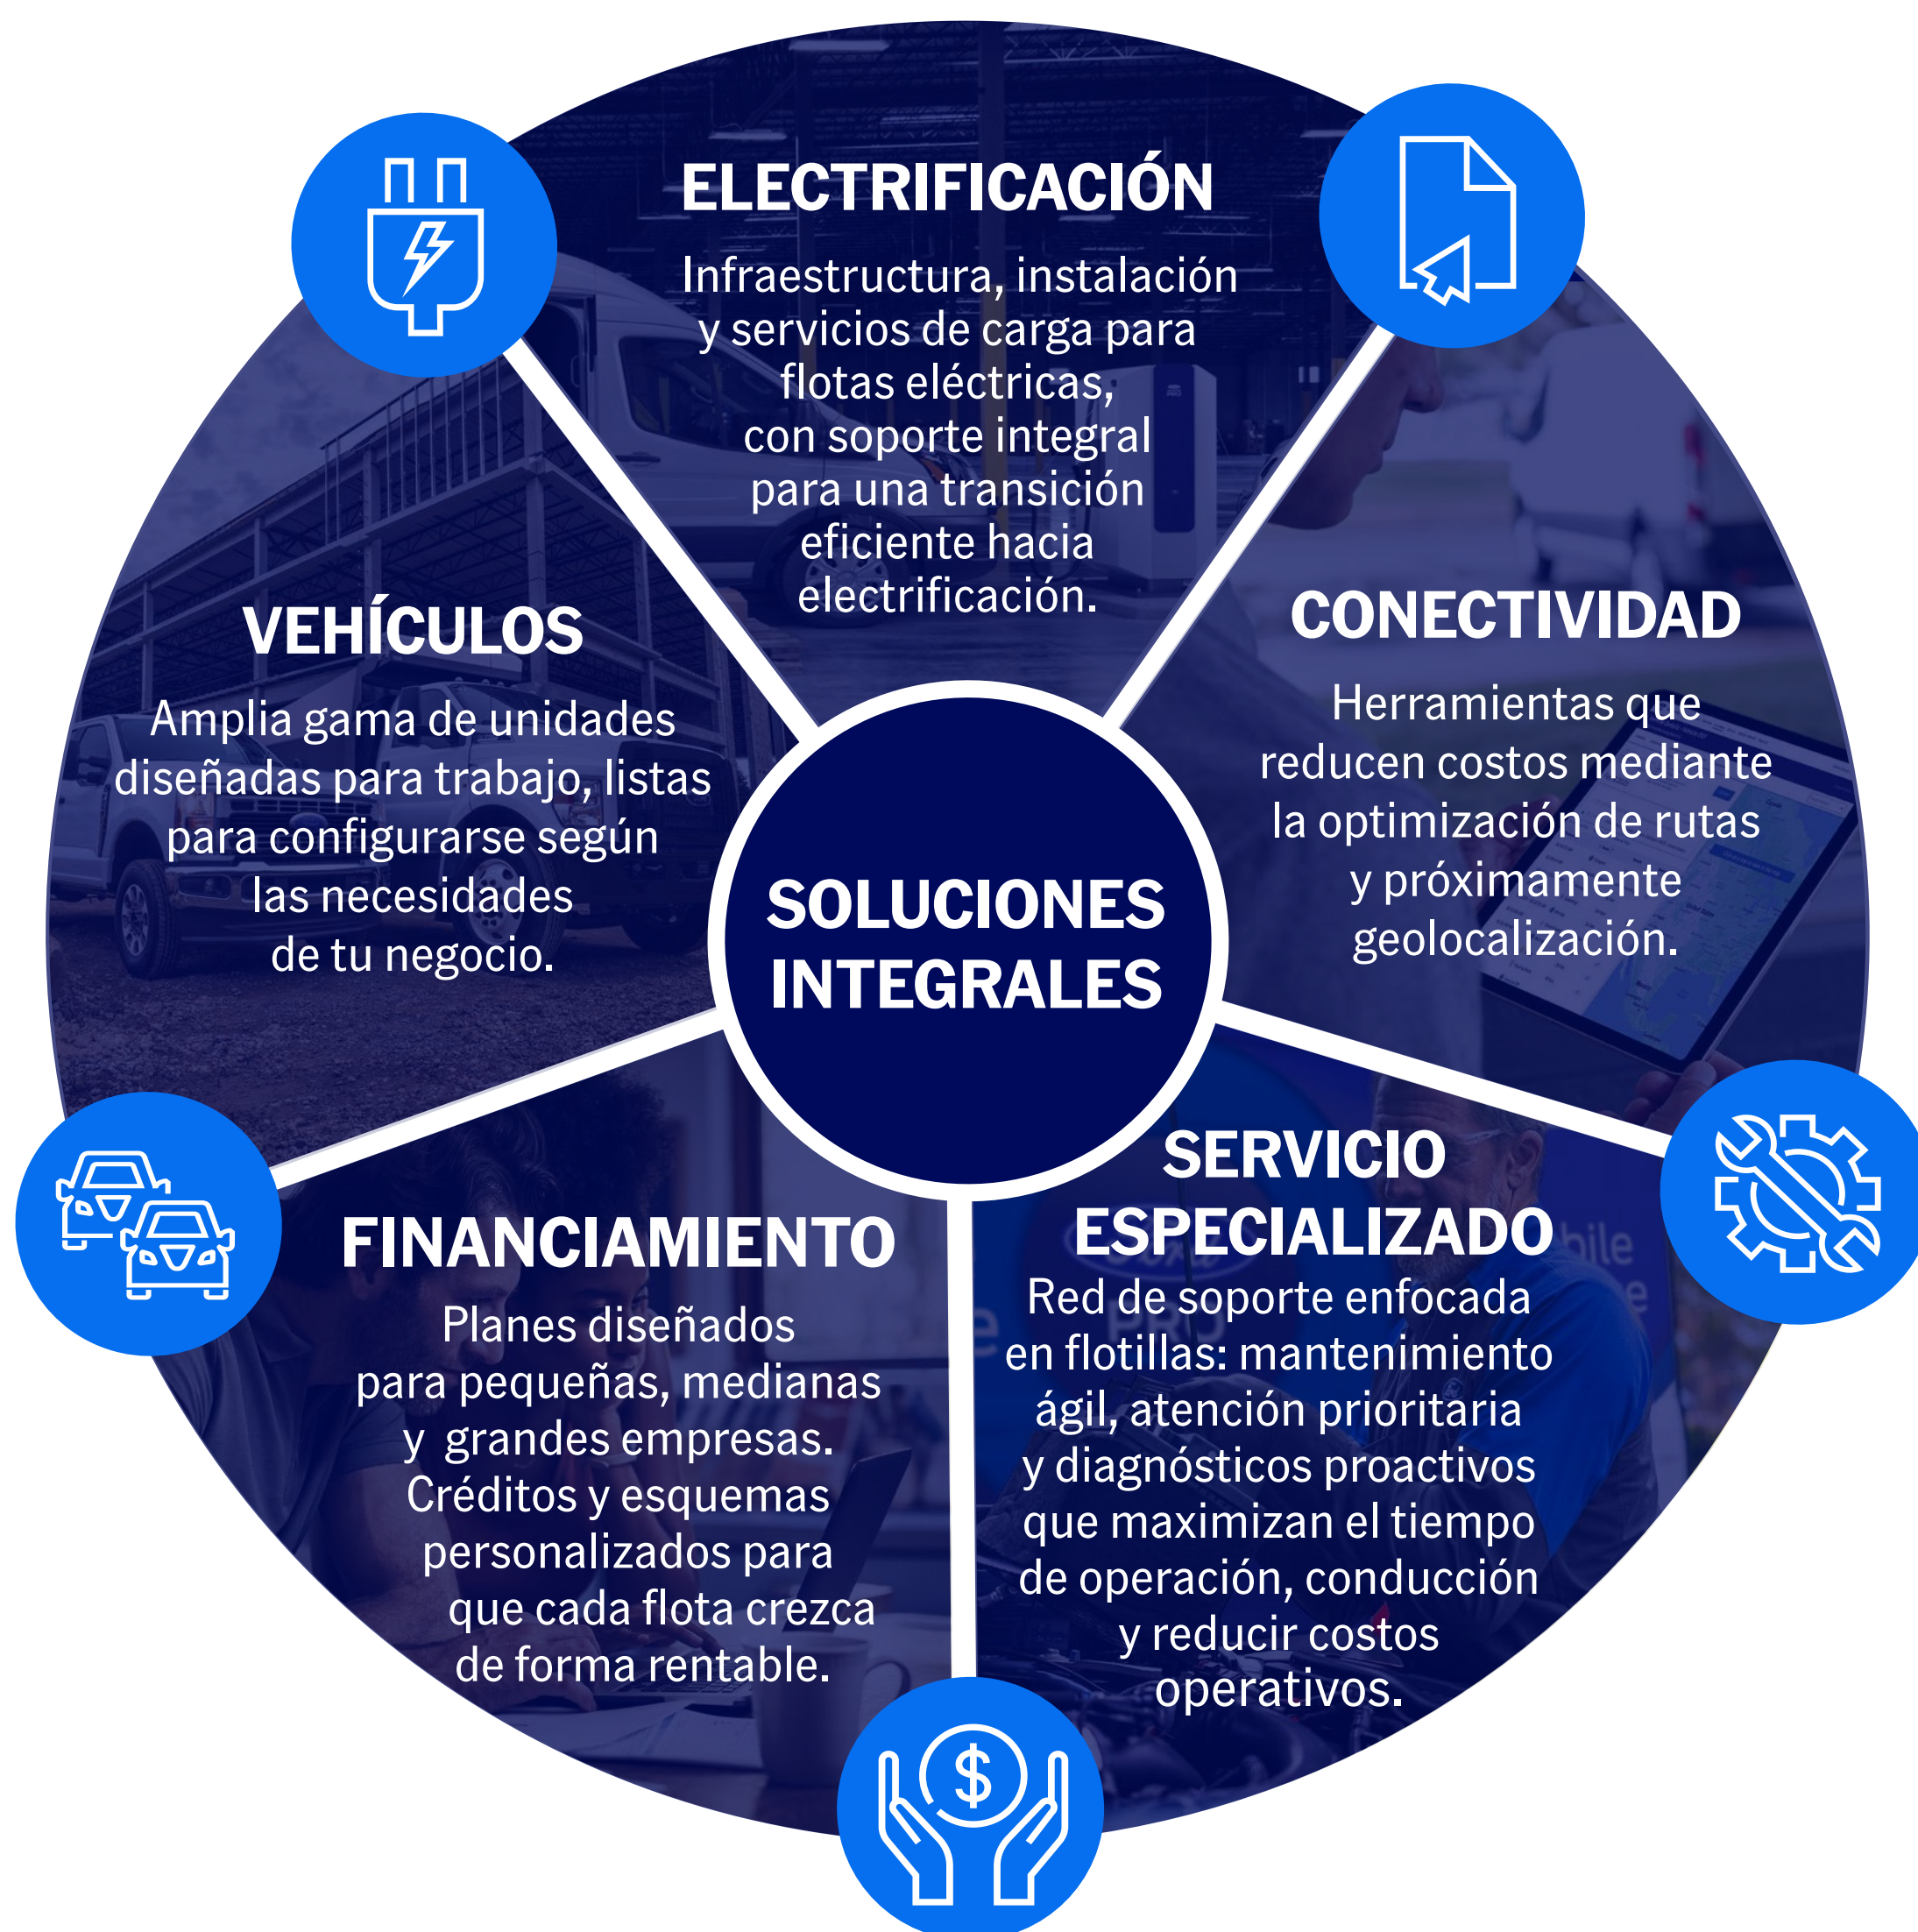 ELECTRIFICACIÓN
Infraestructura, instalación
y servicios de carga para
flotas eléctricas,
con soporte integral
para una transición
eficiente hacia
electrificación.
VEHÍCULOS
Amplia gama de unidades
diseñadas para trabajo, listas
para configurarse según
las necesidades
de tu negocio.
CONECTIVIDAD
Herramientas que
reducen costos mediante
la optimización de rutas
y próximamente
geolocalización.
SOLUCIONES
INTEGRALES
FINANCIAMIENTO
Planes diseñados
para pequeñas, medianas
y  grandes empresas.
Créditos y esquemas
personalizados para
que cada flota crezca
de forma rentable.
$
SERVICIO
ESPECIALIZADO
Red de soporte enfocada
en flotillas: mantenimiento
ágil, atención prioritaria
y diagnósticos proactivos
que maximizan el tiempo
de operación, conducción
y reducir costos
operativos.
PRO